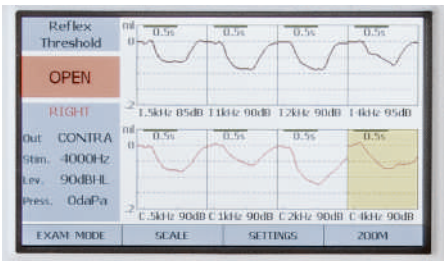 Reflex
Threshold
OPEN
RIGHT
Out CONTRA
Stim. 4000Hz
Lev. 90dBHL
Press. 0daPa
ml
0
-2
0.5s 0.5s 0.5s 0.5s
I .5kHz 85dB I 1kHz 90dB I 2kHz 90dB I 4kHz 95dB
ml
0
-2
0.5s 0.5s 0.5s 0.5s
C .5kHz 90dB C 1kHz 90dB C 2kHz 90dB C 4kHz 90dB
EXAM MODE SCALE SETTINGS ZOOM